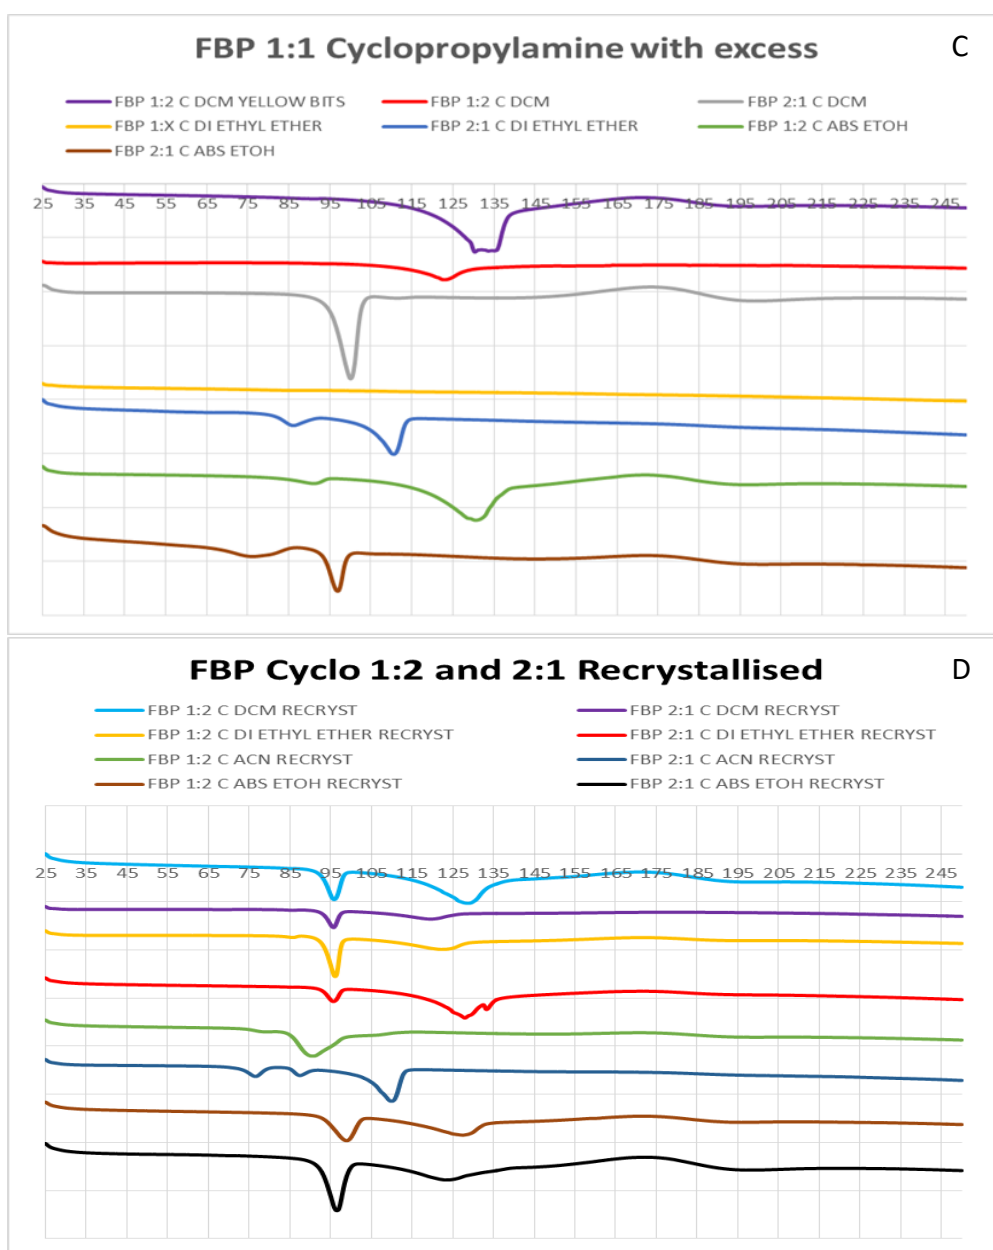 FBP 1:1 Cyclopropylamine with excess C
FBP 1:2 C DCM YELLOW BITS FBP 1:2 C DCM FBP 2:1 C DCM
FBP 1:X C DI ETHYL ETHER FBP 2:1 C DI ETHYL ETHER FBP 1:2 C ABS ETOH
FBP 2:1 C ABS ETOH
25 35 45 55 65 75 85 95 105 115 125 135 145 155 165 175 185 195 205 215 225 235 245
FBP Cyclo 1:2 and 2:1 Recrystallised D
FBP 1:2 C DCM RECRYST FBP 2:1 C DCM RECRYST
FBP 1:2 C DI ETHYL ETHER RECRYST FBP 2:1 C DI ETHYL ETHER RECRYST
FBP 1:2 C ACN RECRYST FBP 2:1 C ACN RECRYST
FBP 1:2 C ABS ETOH RECRYST FBP 2:1 C ABS ETOH RECRYST
25 35 45 55 65 75 85 95 105 115 125 135 145 155 165 175 185 195 205 215 225 235 245